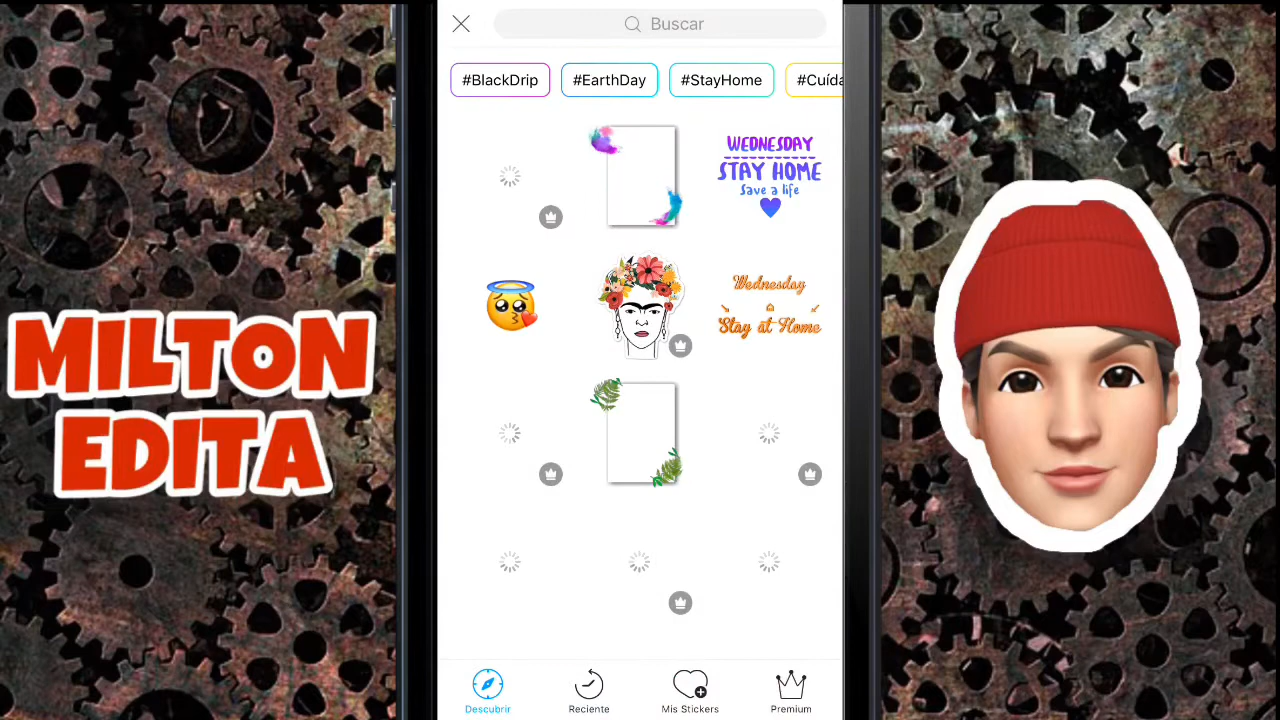 MILTON
EDITA
Buscar
#BlackDrip
#EarthDay
#StayHome
#Cuída
WEDNESDAY
STAY HOME
Save a life
Wednesday
Stay at Home
Descubrir
Reciente
Mis Stickers
Premium